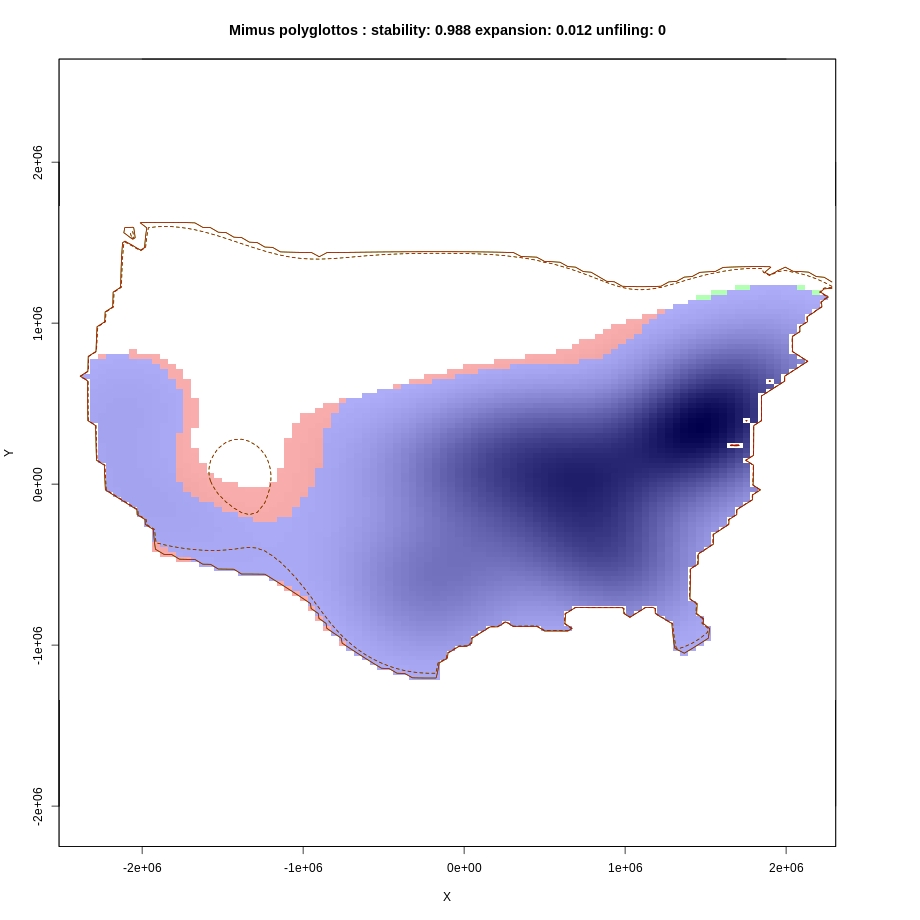 Mimus polyglottos : stability: 0.988 expansion: 0.012 unfiling: 0
2e+06
1e+06
0e+00
-1e+06
-2e+06
Y
-2e+06 -1e+06 0e+00 1e+06 2e+06
X